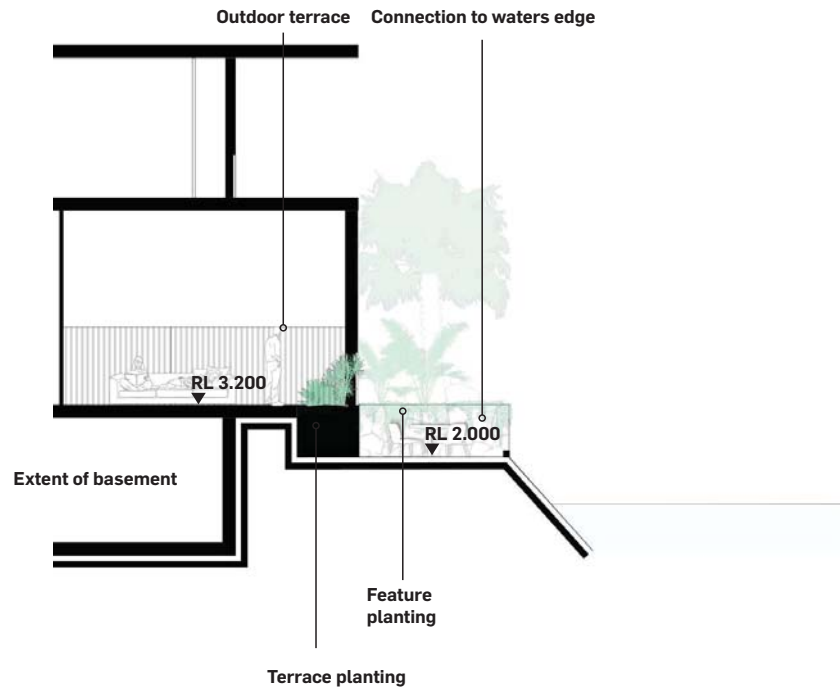 Outdoor terrace
Connection to waters edge
RL 3.200
RL 2.000
Extent of basement
Feature
planting
Terrace planting